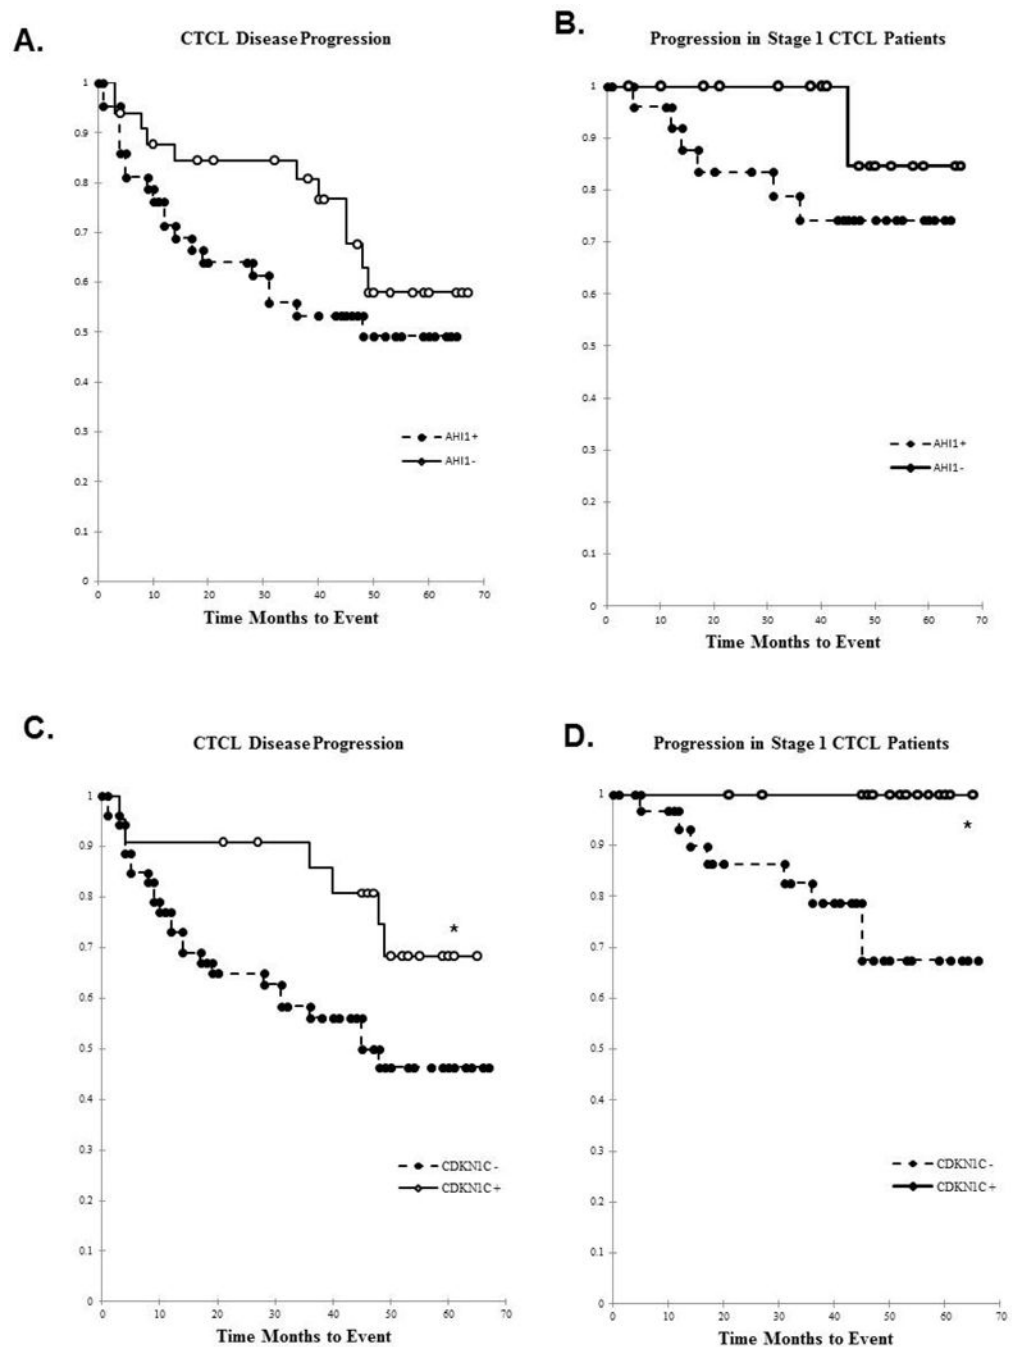 A.
CTCL Disease Progression
1
0.9
0.8
0.7
0.6
0.5
0.4
0.3
0.2
0.1
0
0 10 20 30 40 50 60 70
AHI1+
AHI1-
Time Months to Event
B.
Progression in Stage 1 CTCL Patients
1
0.9
0.8
0.7
0.6
0.5
0.4
0.3
0.2
0.1
0
0 10 20 30 40 50 60 70
AHI1+
AHI1-
Time Months to Event
C.
CTCL Disease Progression
1
0.9
0.8
0.7
0.6
0.5
0.4
0.3
0.2
0.1
0
0 10 20 30 40 50 60 70
*
CDKN1C-
CDKN1C+
Time Months to Event
D.
Progression in Stage 1 CTCL Patients
1
0.9
0.8
0.7
0.6
0.5
0.4
0.3
0.2
0.1
0
0 10 20 30 40 50 60 70
*
CDKN1C-
CDKN1C+
Time Months to Event